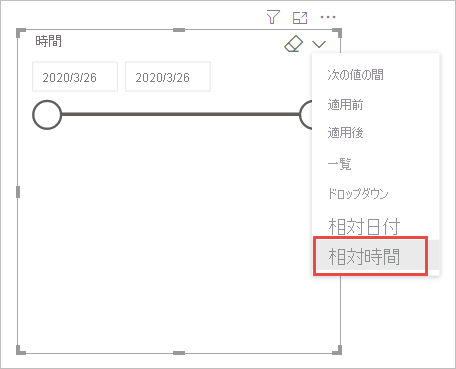 時間
2020/3/26 2020/3/26
次の値の間
適用前
適用後
一覧
ドロップダウン
相対日付
相対時間